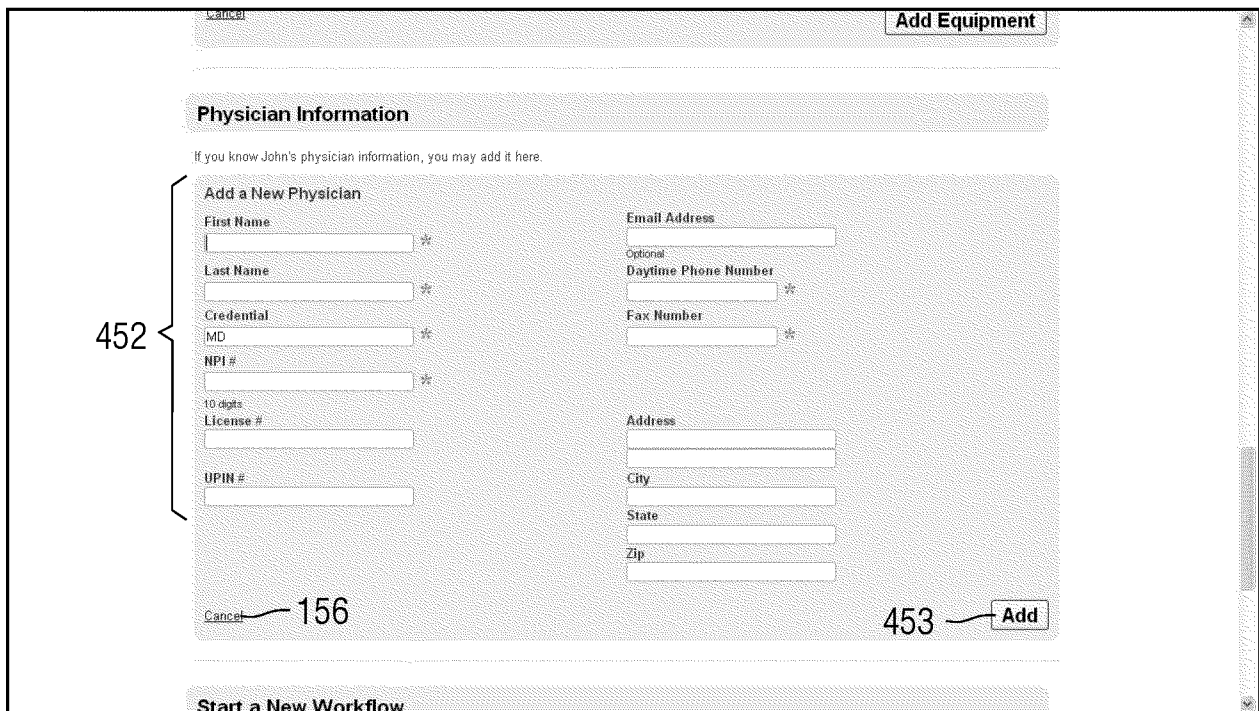 Cancel
Add Equipment
Physician Information
If you know John's physician information, you may add it here.
Add a New Physician
First Name
*
Last Name
*
Credential
MD *
NPI #
*
10 digits
License #
UPIN #
Email Address
Optional
Daytime Phone Number
*
Fax Number
*
Address
City
State
Zip
452
Cancel 156
453 Add
Start a New Workflow